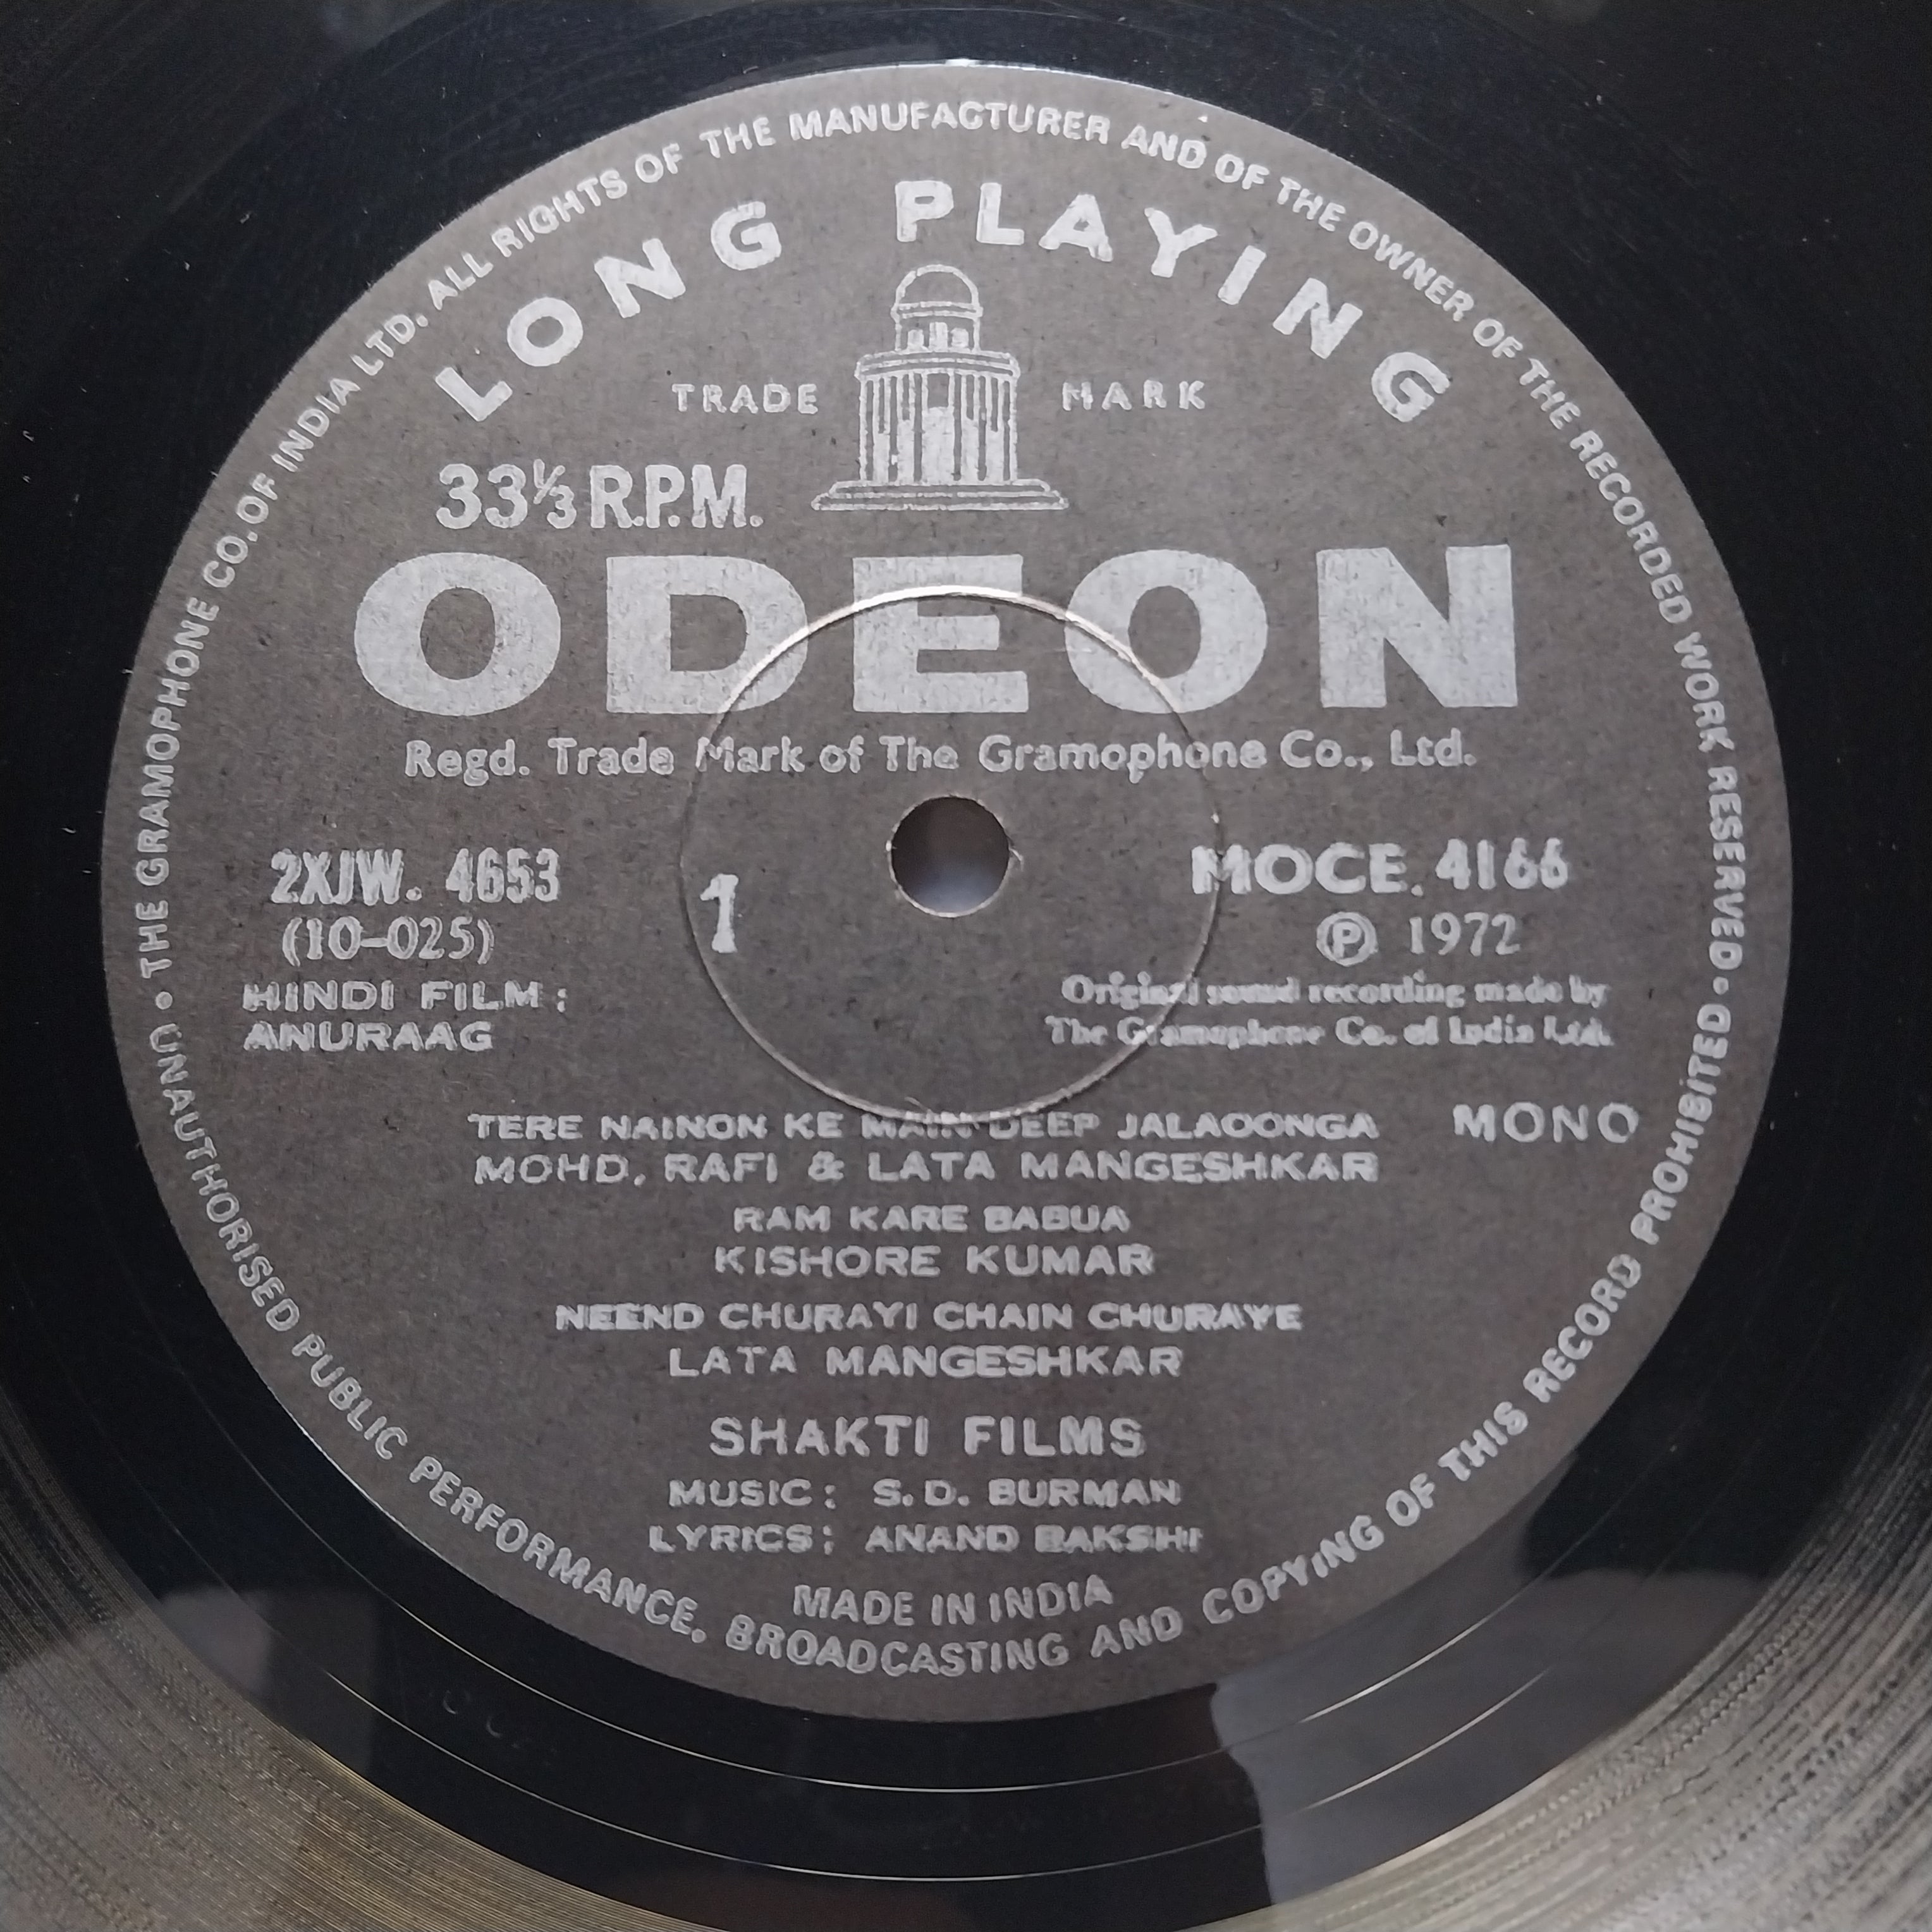 THE GRAMOPHONE CO. OF INDIA LTD. ALL RIGHTS OF THE MANUFACTURER AND OF THE OWNER OF THE RECORDED WORK RESERVED •
LONG PLAYING
TRADE MARK
33⅓ R.P.M.
ODEON
Regd. Trade Mark of The Gramophone Co., Ltd.
2XJW. 4653
(10-025)
HINDI FILM :
ANURAAG
1
MOCE. 4166
Ⓟ 1972
Original sound recording made by
The Gramophone Co. of India Ltd.
MONO
TERE NAINON KE MAIN DEEP JALAOONGA
MOHD. RAFI & LATA MANGESHKAR
RAM KARE BABUA
KISHORE KUMAR
NEEND CHURAYI CHAIN CHURAYE
LATA MANGESHKAR
SHAKTI FILMS
MUSIC : S. D. BURMAN
LYRICS : ANAND BAKSHI
MADE IN INDIA
UNAUTHORISED PUBLIC PERFORMANCE, BROADCASTING AND COPYING OF THIS RECORD PROHIBITED •